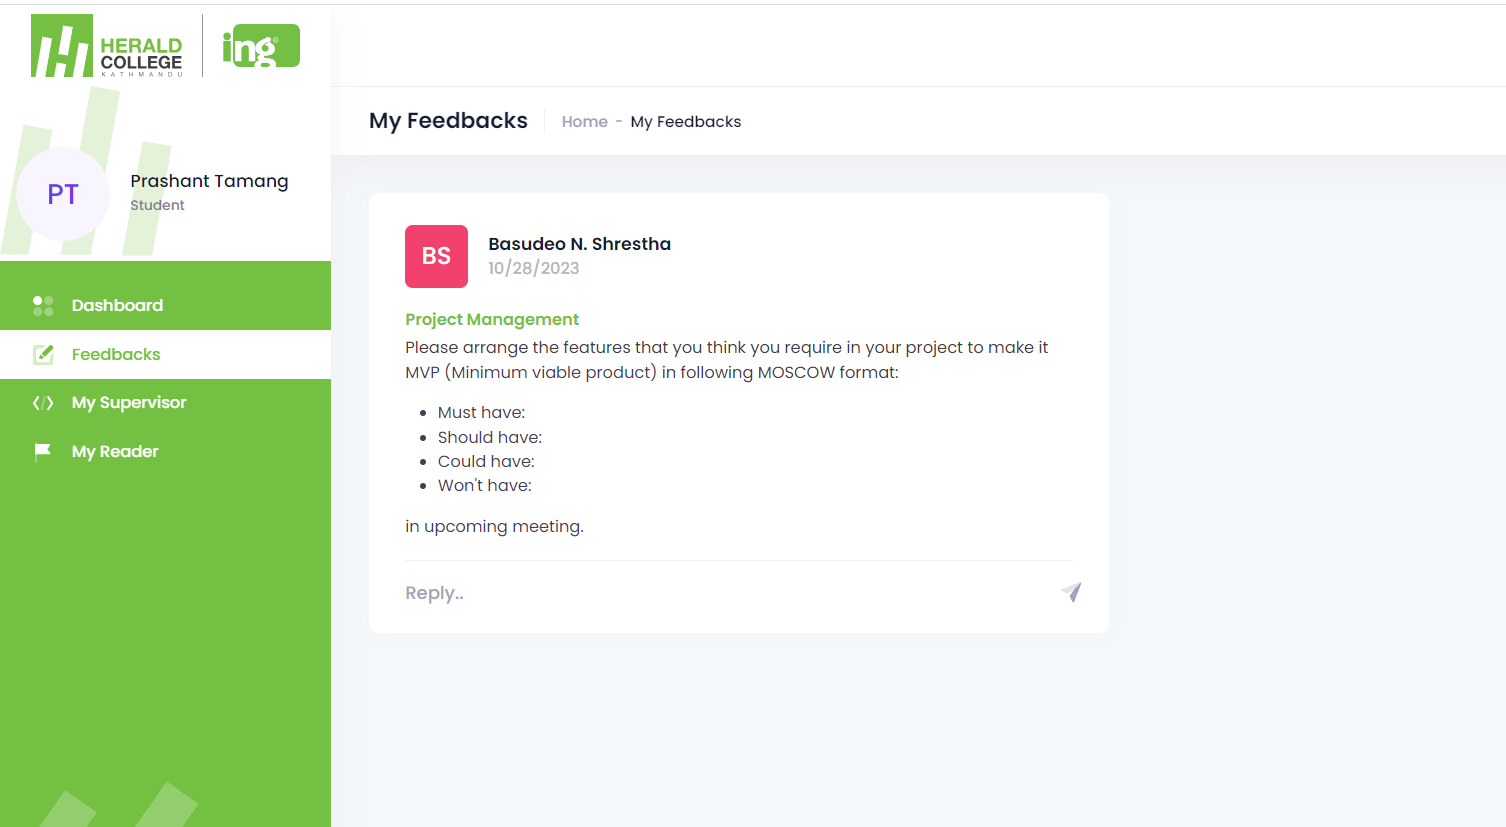 HERALD
COLLEGE
KATHMANDU
ing®
My Feedbacks
Home - My Feedbacks
PT
Prashant Tamang
Student
Dashboard
Feedbacks
My Supervisor
My Reader
BS
Basudeo N. Shrestha
10/28/2023
Project Management
Please arrange the features that you think you require in your project to make it
MVP (Minimum viable product) in following MOSCOW format:
• Must have:
• Should have:
• Could have:
• Won't have:
in upcoming meeting.
Reply..